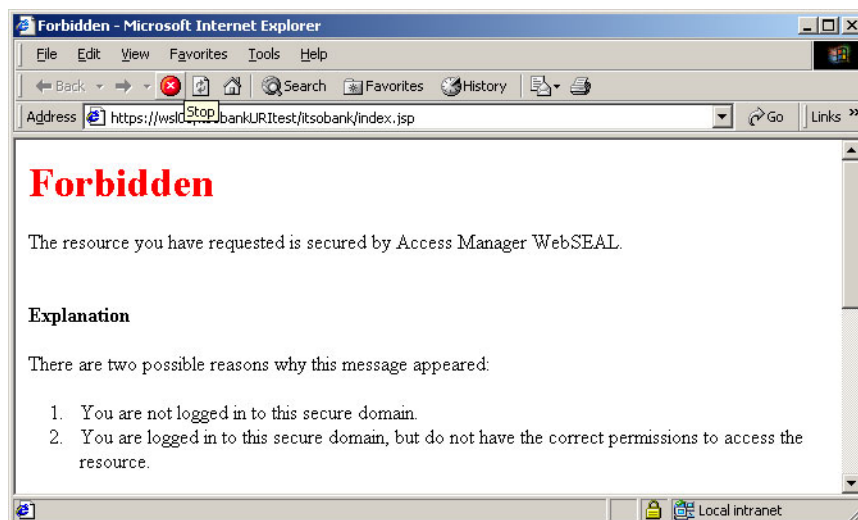 Forbidden - Microsoft Internet Explorer
File Edit View Favorites Tools Help
Back Search Favorites History
Address https://wsl0 bankURItest/itsobank/index.jsp Go Links »
Stop
Forbidden
The resource you have requested is secured by Access Manager WebSEAL.
Explanation
There are two possible reasons why this message appeared:
1. You are not logged in to this secure domain.
2. You are logged in to this secure domain, but do not have the correct permissions to access the
resource.
Local intranet